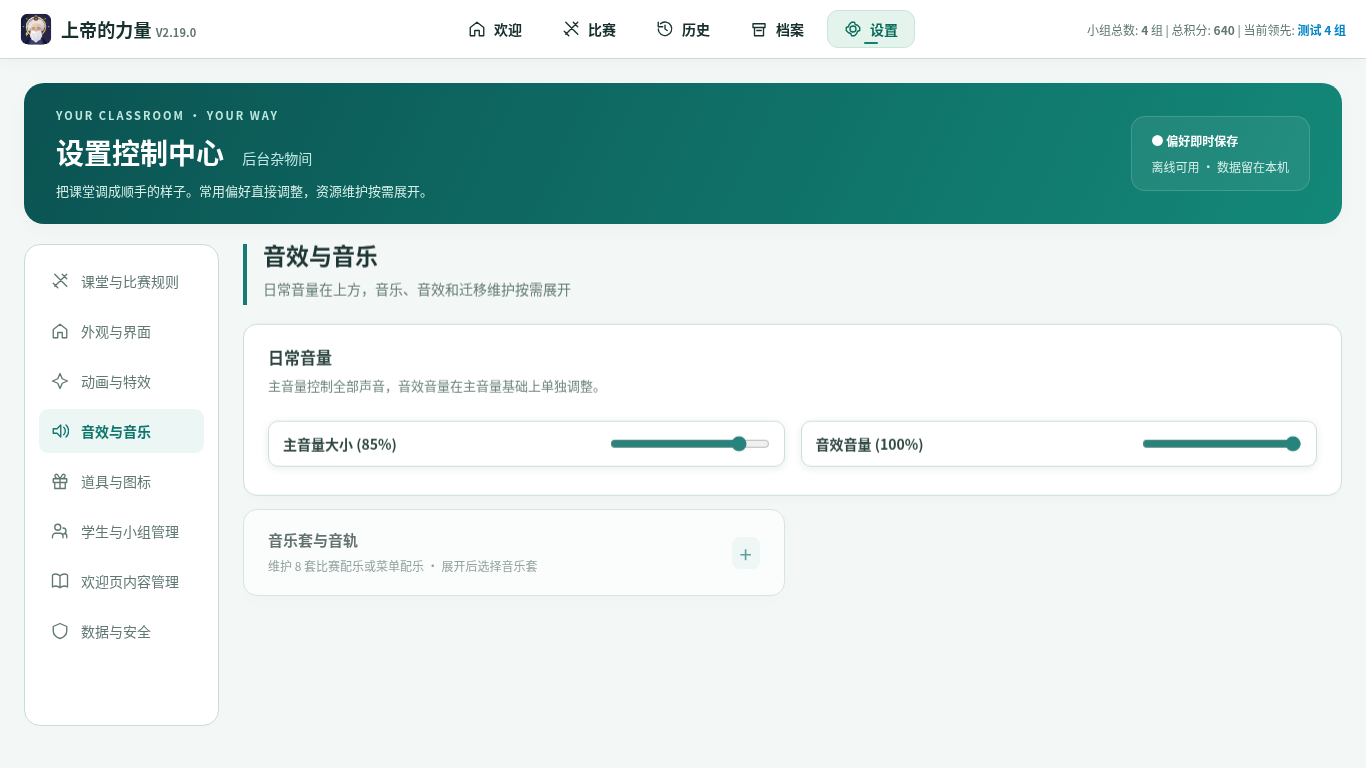 上帝的力量 V2.19.0
欢迎
比赛
历史
档案
设置
小组总数: 4 组 | 总积分: 640 | 当前领先: 测试 4 组
YOUR CLASSROOM · YOUR WAY
设置控制中心 后台杂物间
把课堂调成顺手的样子。常用偏好直接调整，资源维护按需展开。
偏好即时保存
离线可用 · 数据留在本机
课堂与比赛规则
外观与界面
动画与特效
音效与音乐
道具与图标
学生与小组管理
欢迎页内容管理
数据与安全
音效与音乐
日常音量在上方，音乐、音效和迁移维护按需展开
日常音量
主音量控制全部声音，音效音量在主音量基础上单独调整。
主音量大小 (85%)
音效音量 (100%)
音乐套与音轨
维护 8 套比赛配乐或菜单配乐 · 展开后选择音乐套